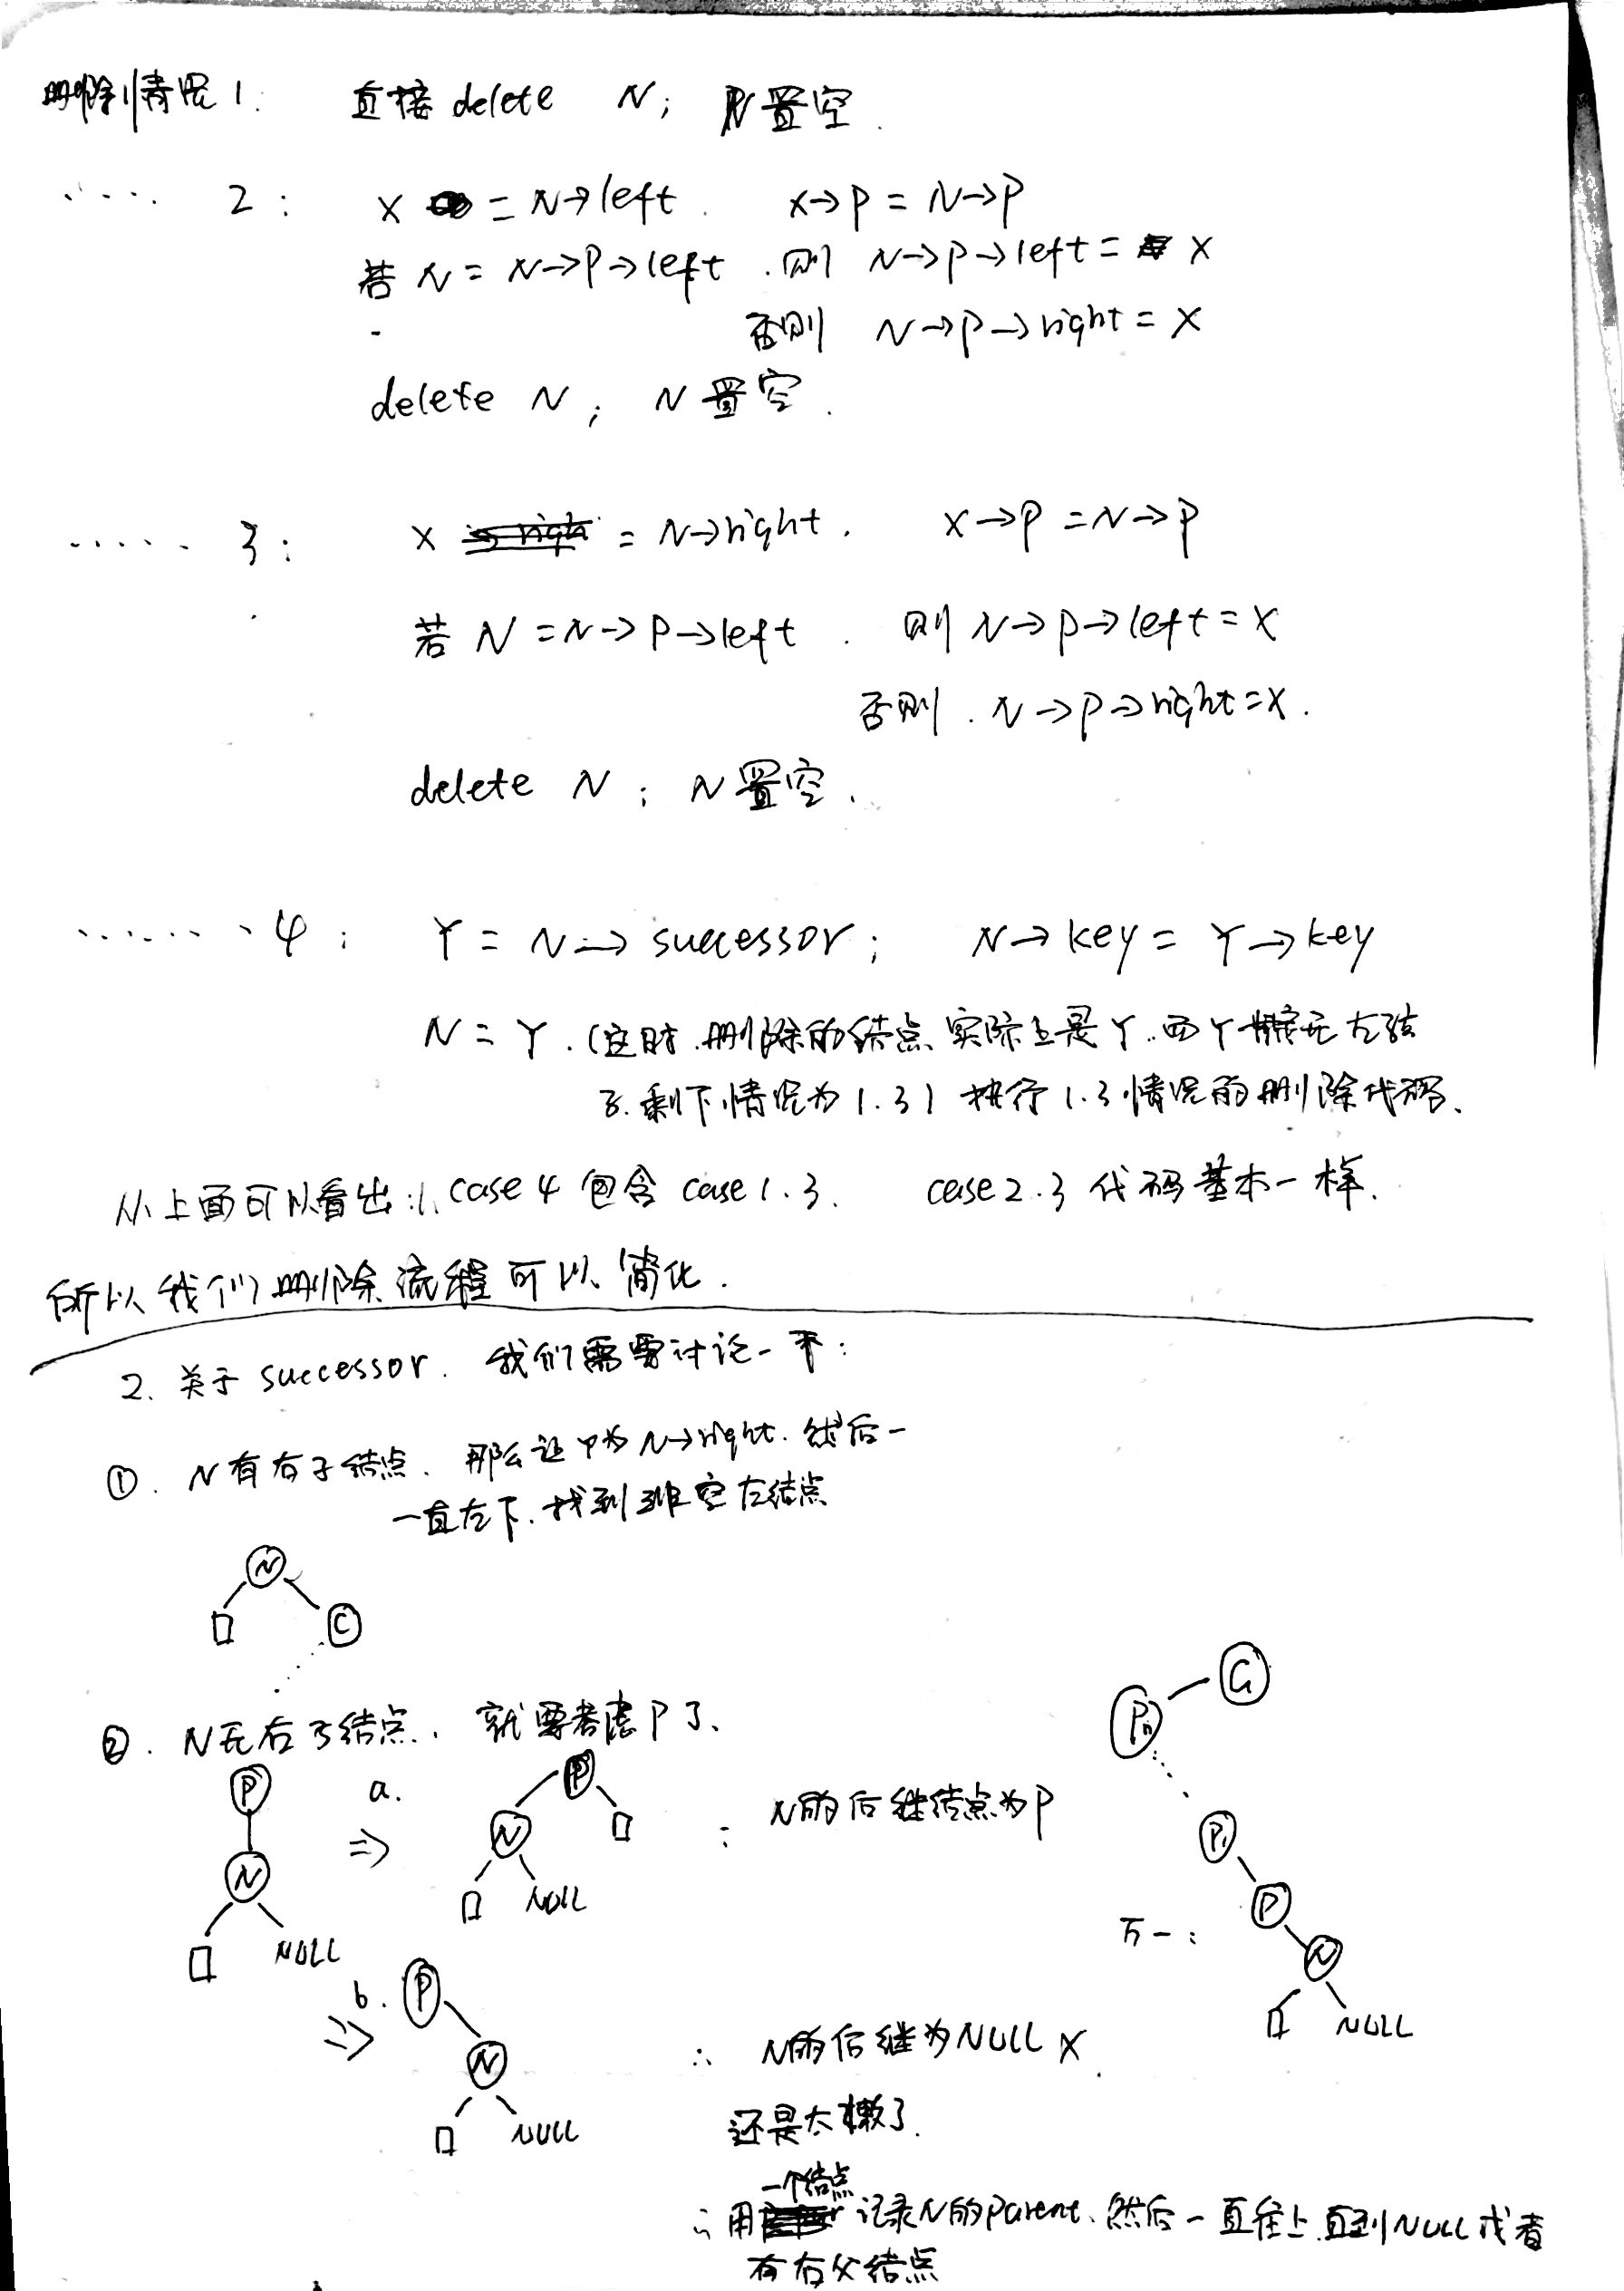 删除情况1. 直接 delete N; N置空.
..... 2: X = N→left. X→P = N→P
若 N = N→P→left. 则 N→P→left = X
否则 N→P→right = X
delete N; N置空.
..... 3: X = N→right. X→P = N→P
若 N = N→P→left. 则 N→P→left = X
否则. N→P→right = X.
delete N; N置空.
....... 4: Y = N→successor; N→key = Y→key
N = Y. (这时.删除的结点实际上是Y.而Y无左孩
子.剩下情况为1.3) 执行1.3情况的删除代码.
从上面可以看出: 1. case 4 包含 case 1.3. case 2.3 代码基本一样.
所以我们删除流程可以简化.
2. 关于 successor. 我们需要讨论一下:
①. N有右子结点. 那么让Y为N→right. 然后一
一直左下.找到非空左结点
N
C
②. N无右子结点. 就要考虑P了.
P
N
NULL
a.
⇒
P
N
NULL
: N的后继结点为P
b.
⇒
P
N
NULL
∴ N的后继为NULL X.
还是太嫩了.
万一:
G
Pn
P1
P
N
NULL
∴用一个结点记录N的parent.然后一直往上.直到NULL或者
有右父结点